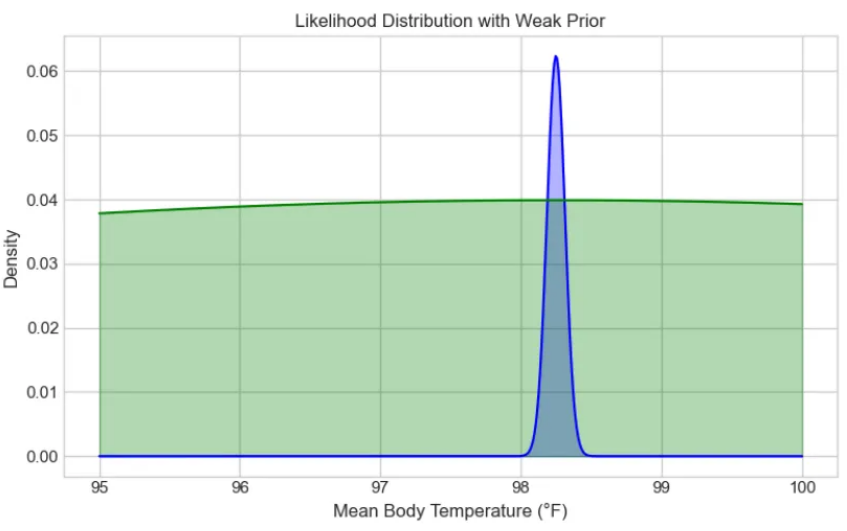 Likelihood Distribution with Weak Prior
0.06
0.05
0.04
0.03
0.02
0.01
0.00
Density
95 96 97 98 99 100
Mean Body Temperature (°F)